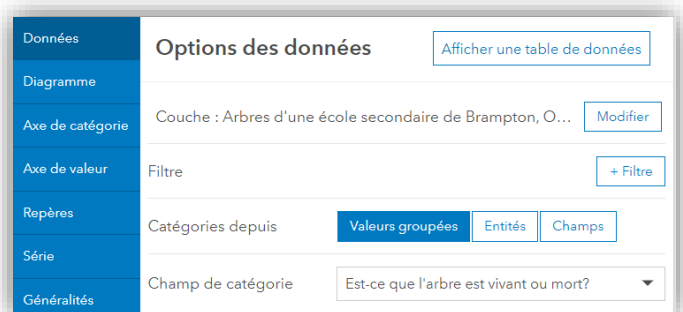 Données
Options des données
Afficher une table de données
Diagramme
Axe de catégorie
Couche : Arbres d'une école secondaire de Brampton, O...
Modifier
Axe de valeur
Filtre
+ Filtre
Repères
Catégories depuis
Valeurs groupées
Entités
Champs
Série
Généralités
Champ de catégorie
Est-ce que l'arbre est vivant ou mort?